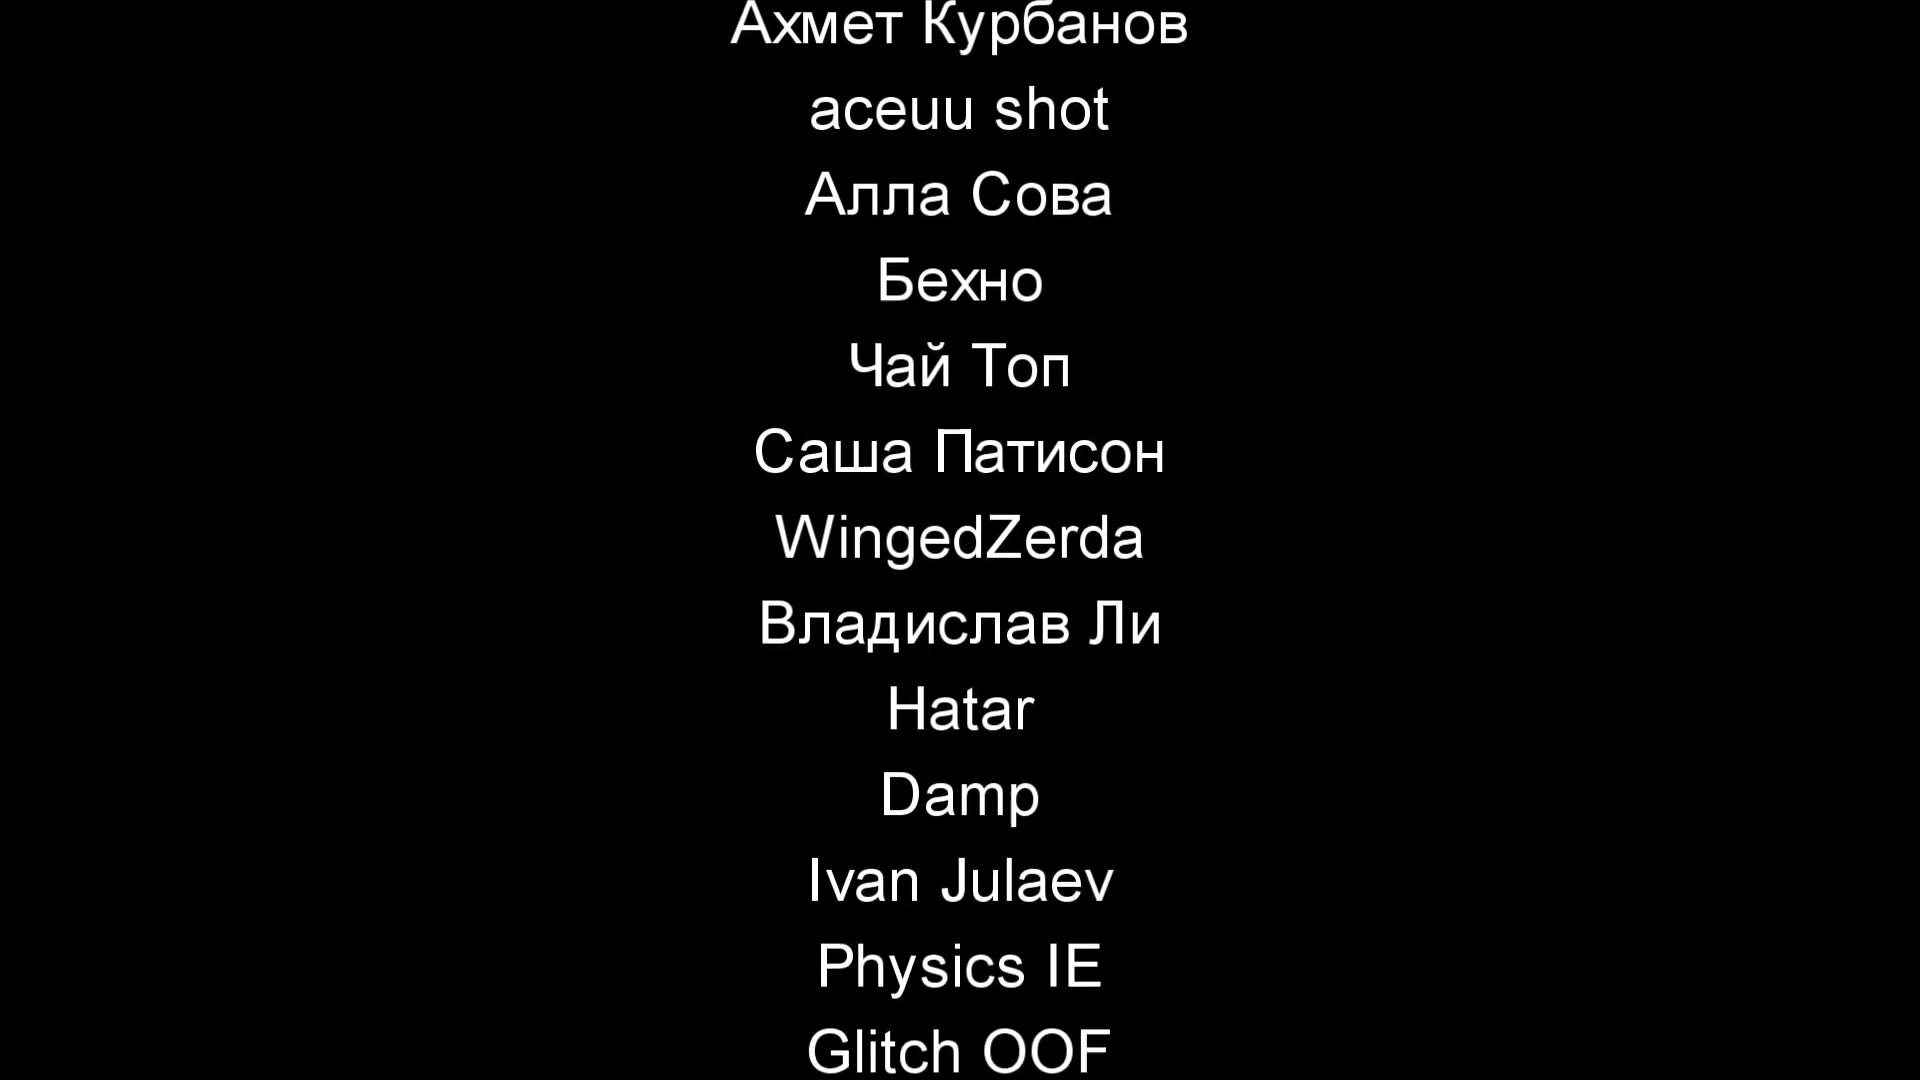 Ахмет Курбанов
aceuu shot
Алла Сова
Бехно
Чай Топ
Саша Патисон
WingedZerda
Владислав Ли
Hatar
Damp
Ivan Julaev
Physics IE
Glitch OOF